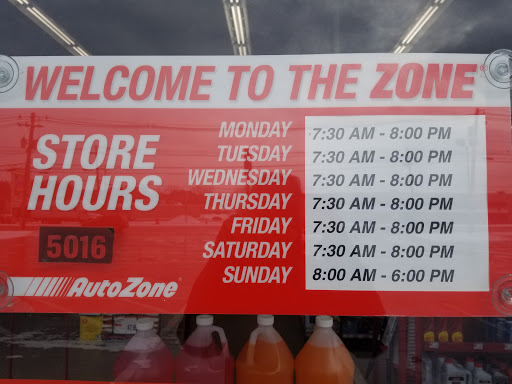 WELCOME TO THE ZONE
STORE HOURS
MONDAY 7:30 AM - 8:00 PM
TUESDAY 7:30 AM - 8:00 PM
WEDNESDAY 7:30 AM - 8:00 PM
THURSDAY 7:30 AM - 8:00 PM
FRIDAY 7:30 AM - 8:00 PM
SATURDAY 7:30 AM - 8:00 PM
SUNDAY 8:00 AM - 6:00 PM
5016
AutoZone